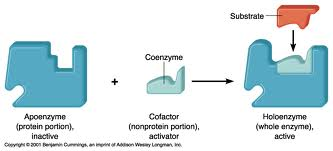 Substrate
Coenzyme
+
Apoenzyme
(protein portion),
inactive
Cofactor
(nonprotein portion),
activator
Holoenzyme
(whole enzyme),
active
Copyright © 2001 Benjamin Cummings, an imprint of Addison Wesley Longman, Inc.